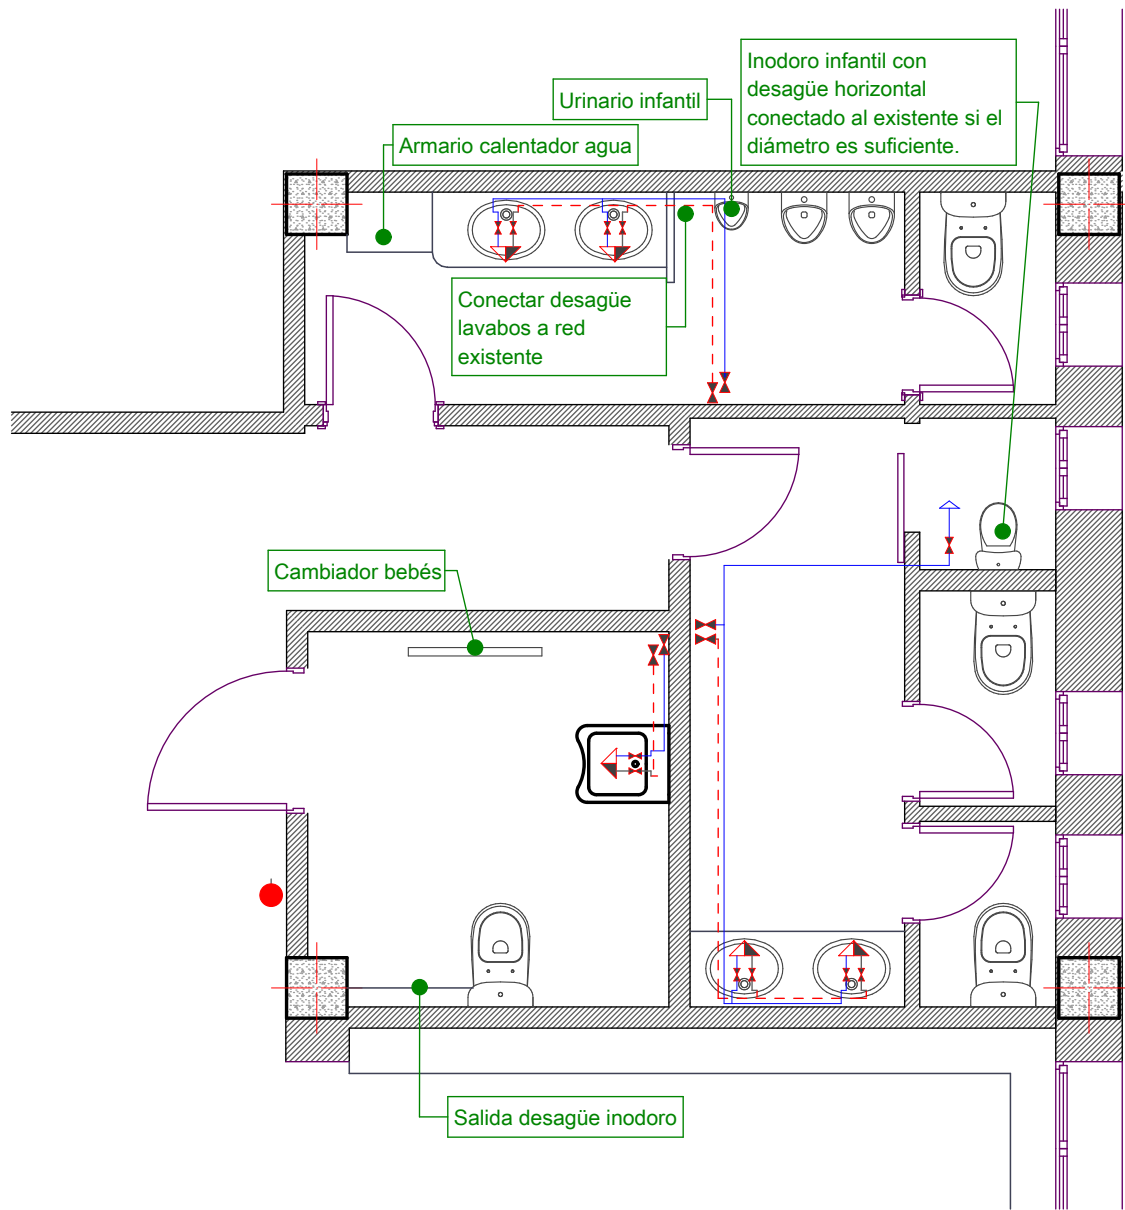 Inodoro infantil con
desagüe horizontal
conectado al existente si el
diámetro es suficiente.
Urinario infantil
Armario calentador agua
Conectar desagüe
lavabos a red
existente
Cambiador bebés
Salida desagüe inodoro